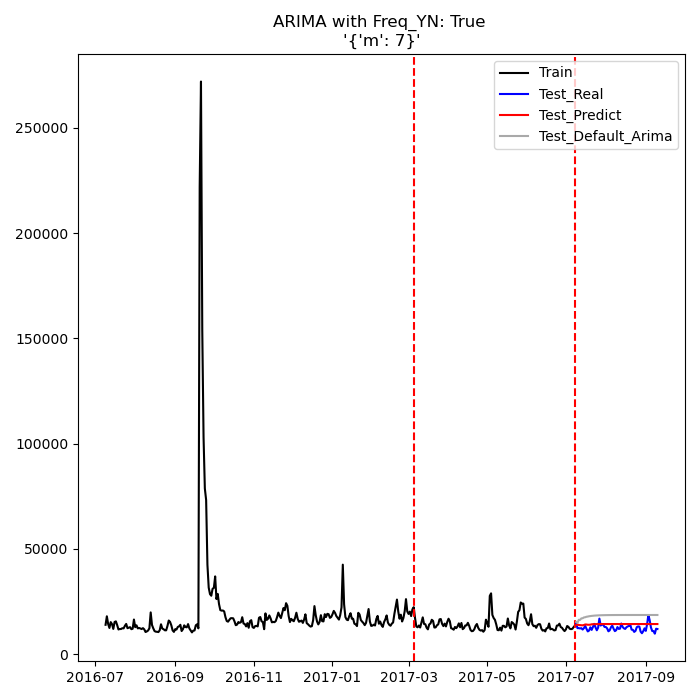 ARIMA with Freq_YN: True
'{'m': 7}'
Train
Test_Real
Test_Predict
Test_Default_Arima
250000
200000
150000
100000
50000
0
2016-07 2016-09 2016-11 2017-01 2017-03 2017-05 2017-07 2017-09